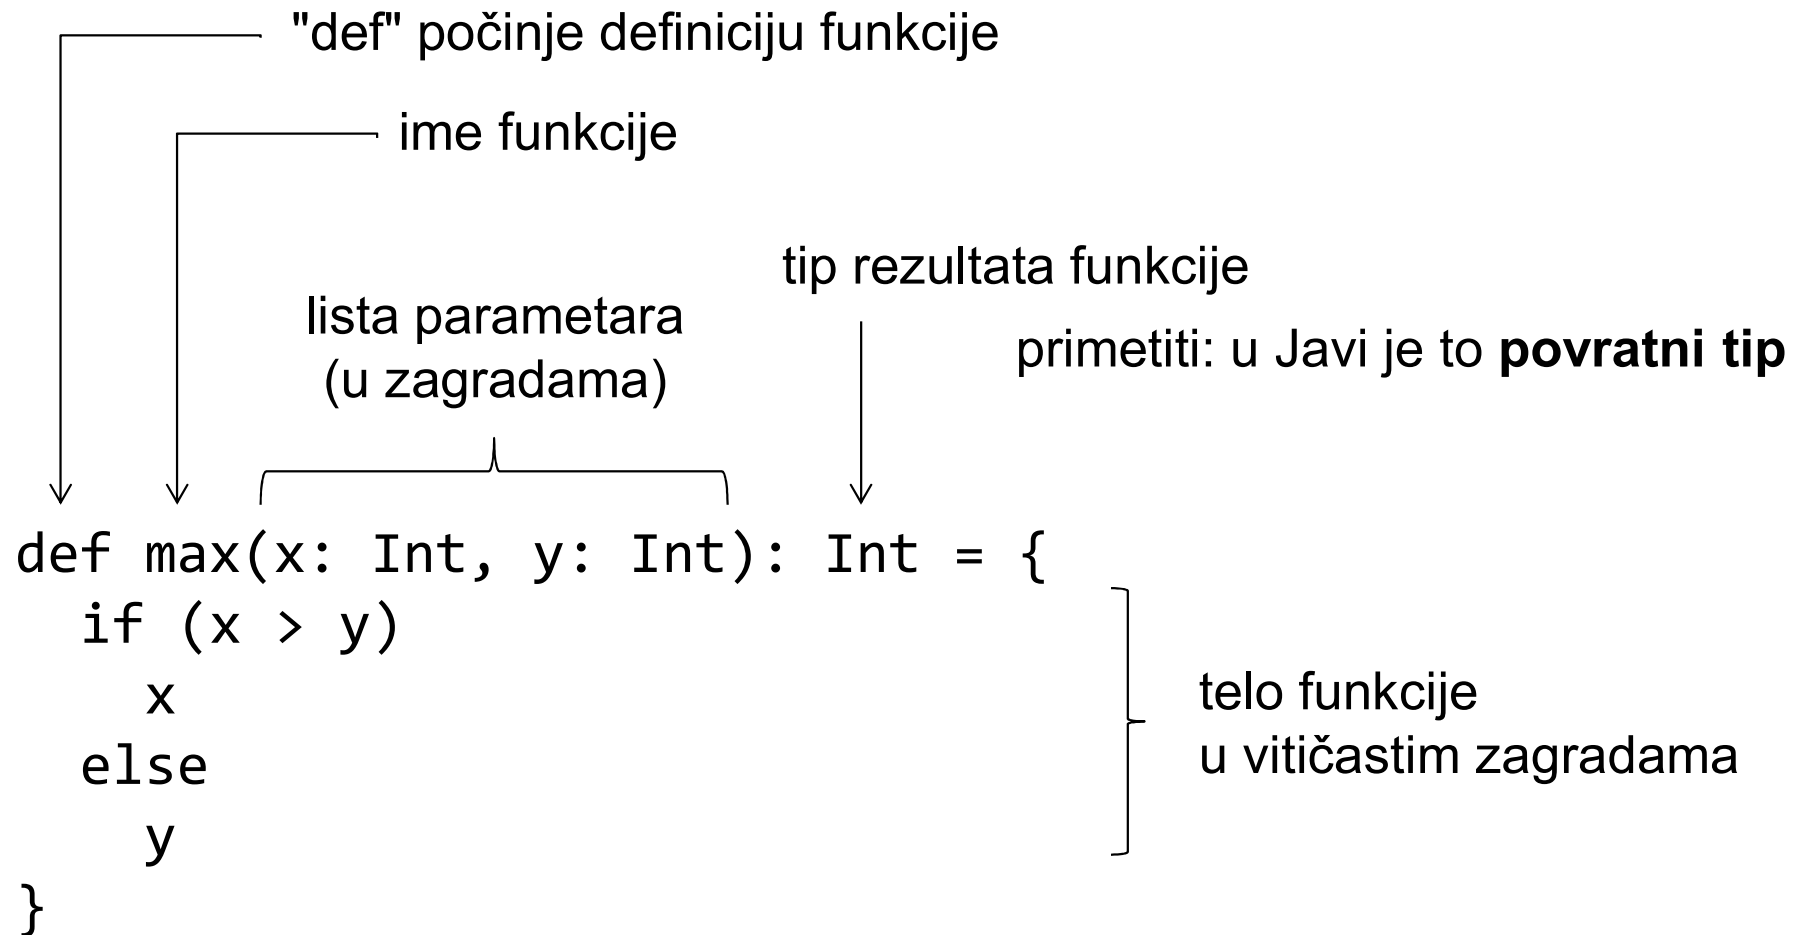 "def" počinje definiciju funkcije
ime funkcije
tip rezultata funkcije
lista parametara
(u zagradama)
primetiti: u Javi je to povratni tip
def max(x: Int, y: Int): Int = {
if (x > y)
x
else
y
}
telo funkcije
u vitičastim zagradama